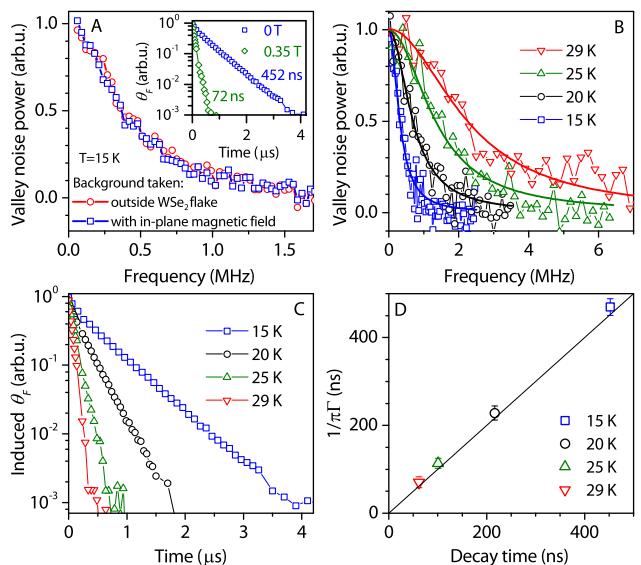 A
Valley noise power (arb.u.)
1.0
0.5
0.0
0.0
0.5
1.0
1.5
Frequency (MHz)
T=15 K
Background taken:
outside WSe₂ flake
with in-plane magnetic field
θF (arb.u.)
10⁰
10⁻¹
10⁻²
10⁻³
0 T
0.35 T
452 ns
72 ns
0
2
4
Time (μs)
B
Valley noise power (arb.u.)
1.0
0.5
0.0
29 K
25 K
20 K
15 K
0
2
4
6
Frequency (MHz)
C
Induced θF (arb.u.)
10⁰
10⁻¹
10⁻²
10⁻³
15 K
20 K
25 K
29 K
0
1
2
3
4
Time (μs)
D
1/πΓ (ns)
400
200
0
15 K
20 K
25 K
29 K
0
200
400
Decay time (ns)